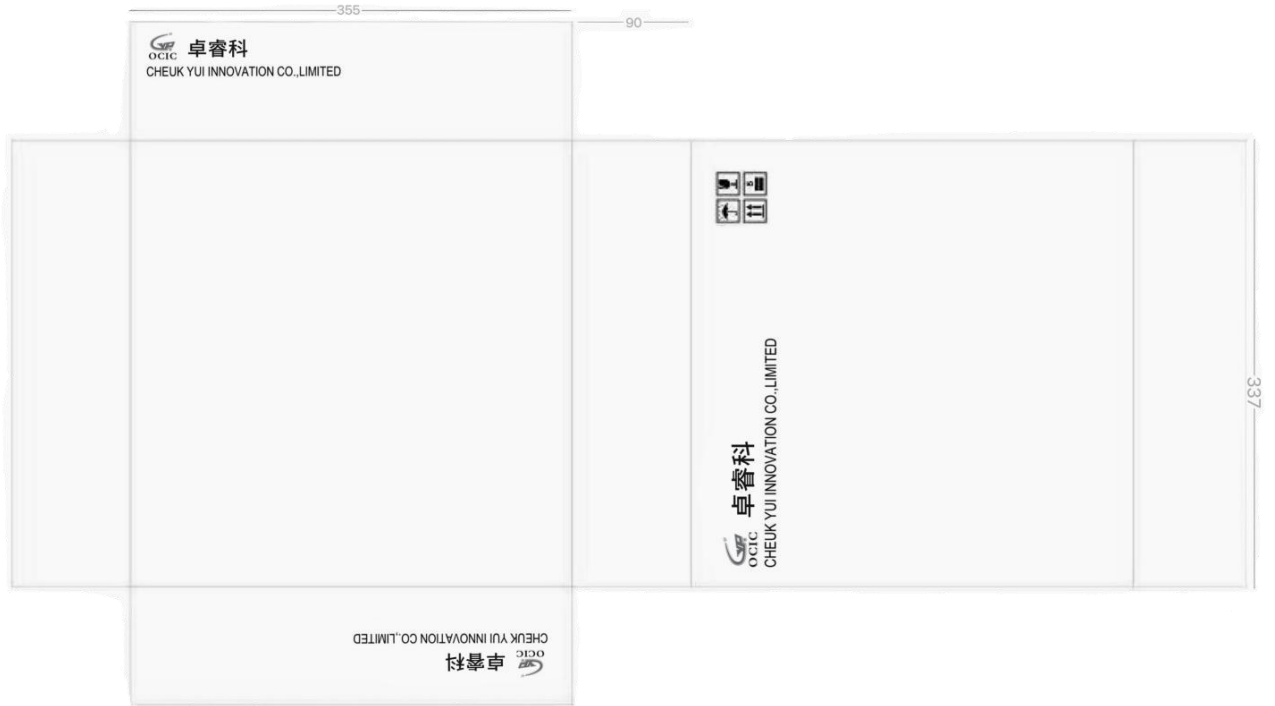 355
90
卓睿科
OCIC
CHEUK YUI INNOVATION CO.,LIMITED
5
337
卓睿科
OCIC
CHEUK YUI INNOVATION CO.,LIMITED
CHEUK YUI INNOVATION CO.,LIMITED
OCIC
卓睿科